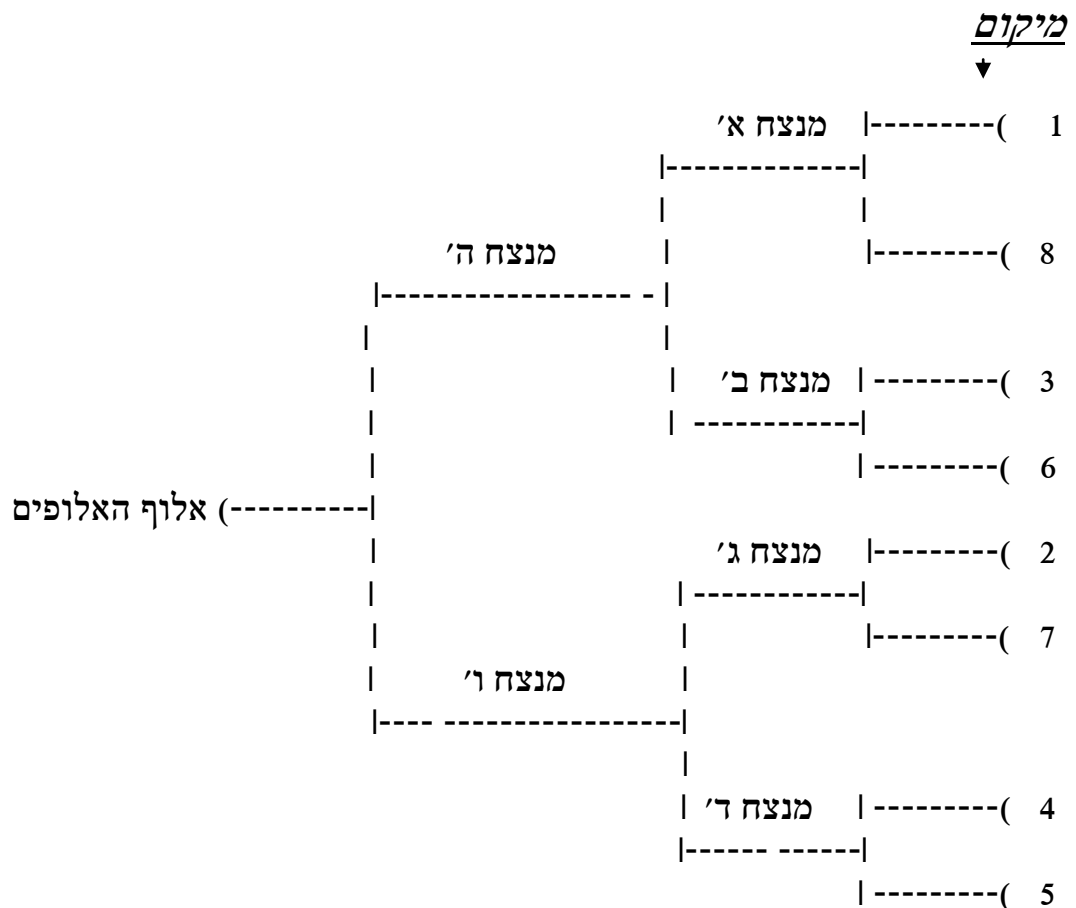 מיקום
1
מנצח א׳
8
מנצח ה׳
3
מנצח ב׳
6
אלוף האלופים
2
מנצח ג׳
7
מנצח ו׳
4
מנצח ד׳
5